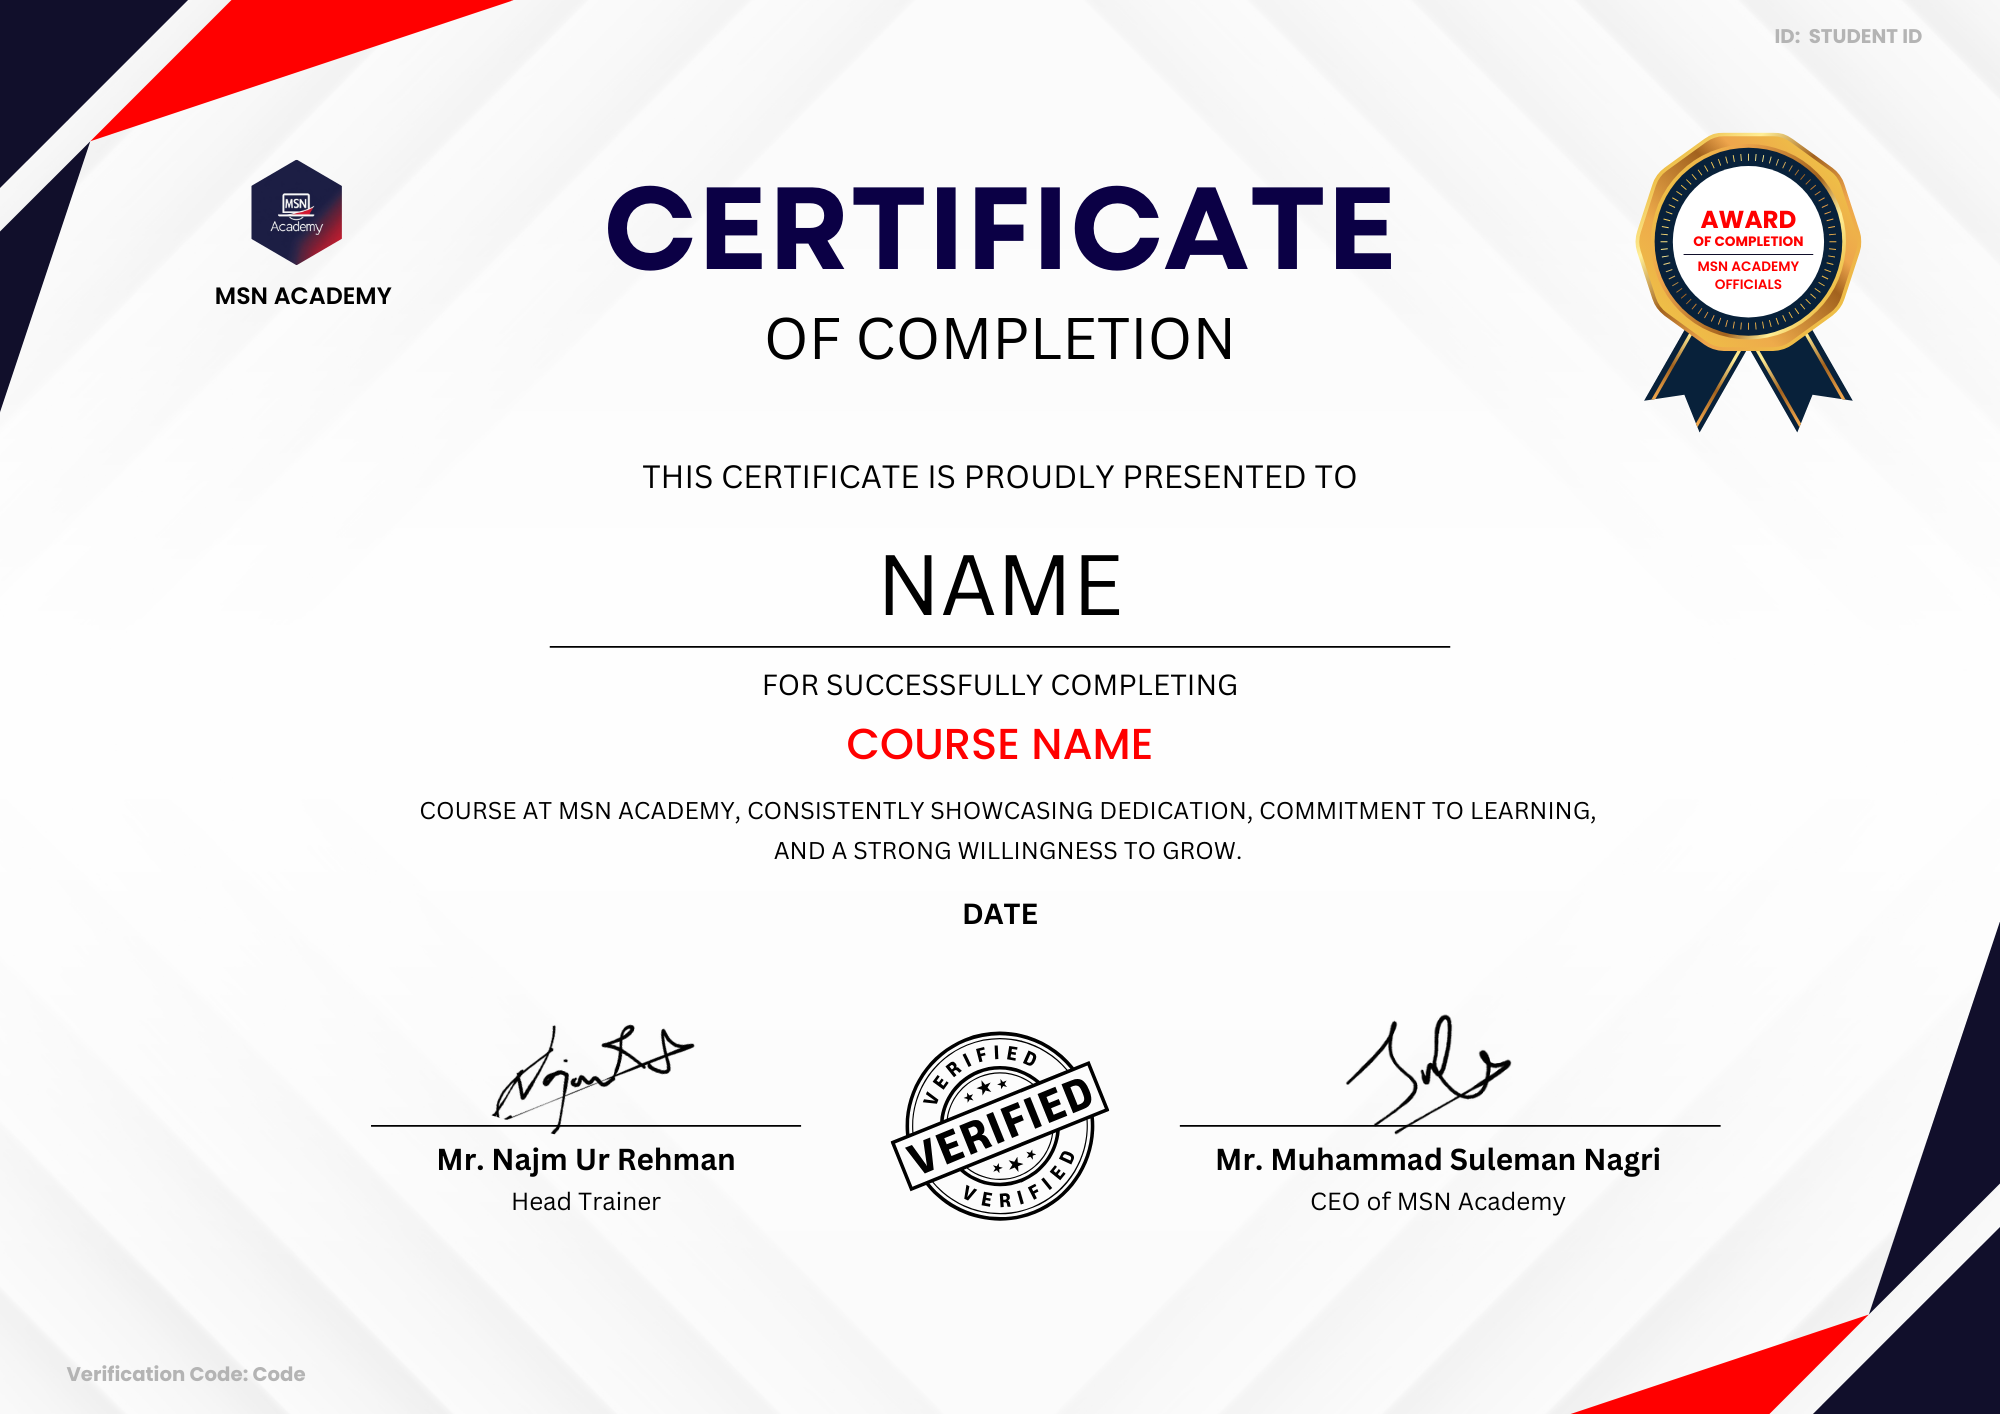 ID: STUDENT ID
MSN
Academy
MSN ACADEMY
CERTIFICATE
OF COMPLETION
AWARD
OF COMPLETION
MSN ACADEMY
OFFICIALS
THIS CERTIFICATE IS PROUDLY PRESENTED TO
NAME
FOR SUCCESSFULLY COMPLETING
COURSE NAME
COURSE AT MSN ACADEMY, CONSISTENTLY SHOWCASING DEDICATION, COMMITMENT TO LEARNING,
AND A STRONG WILLINGNESS TO GROW.
DATE
Mr. Najm Ur Rehman
Head Trainer
VERIFIED
VERIFIED
VERIFIED
Mr. Muhammad Suleman Nagri
CEO of MSN Academy
Verification Code: Code